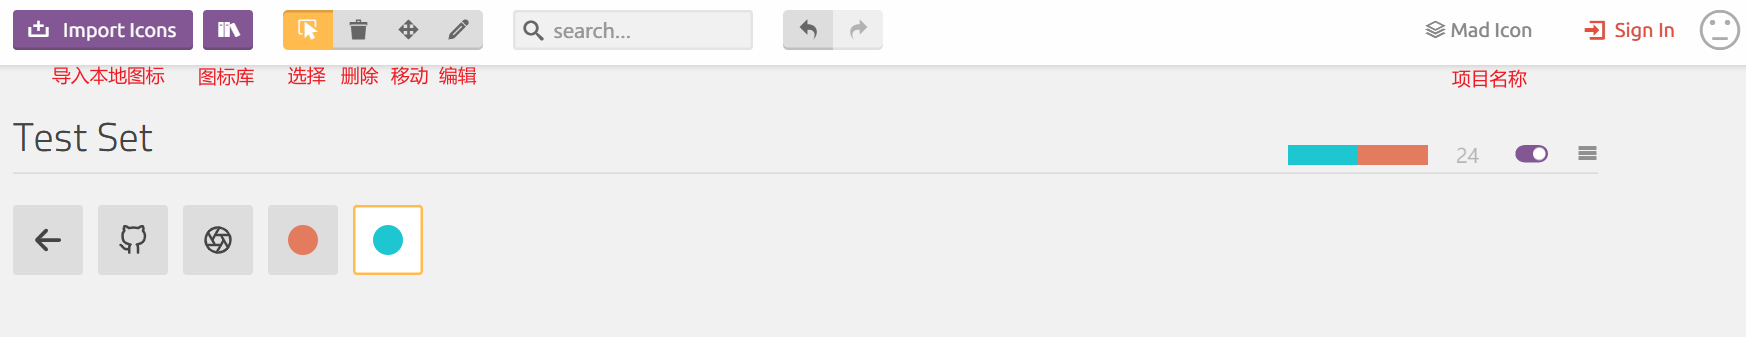 Import Icons
search...
Mad Icon
Sign In
导入本地图标
图标库
选择
删除
移动
编辑
项目名称
Test Set
24